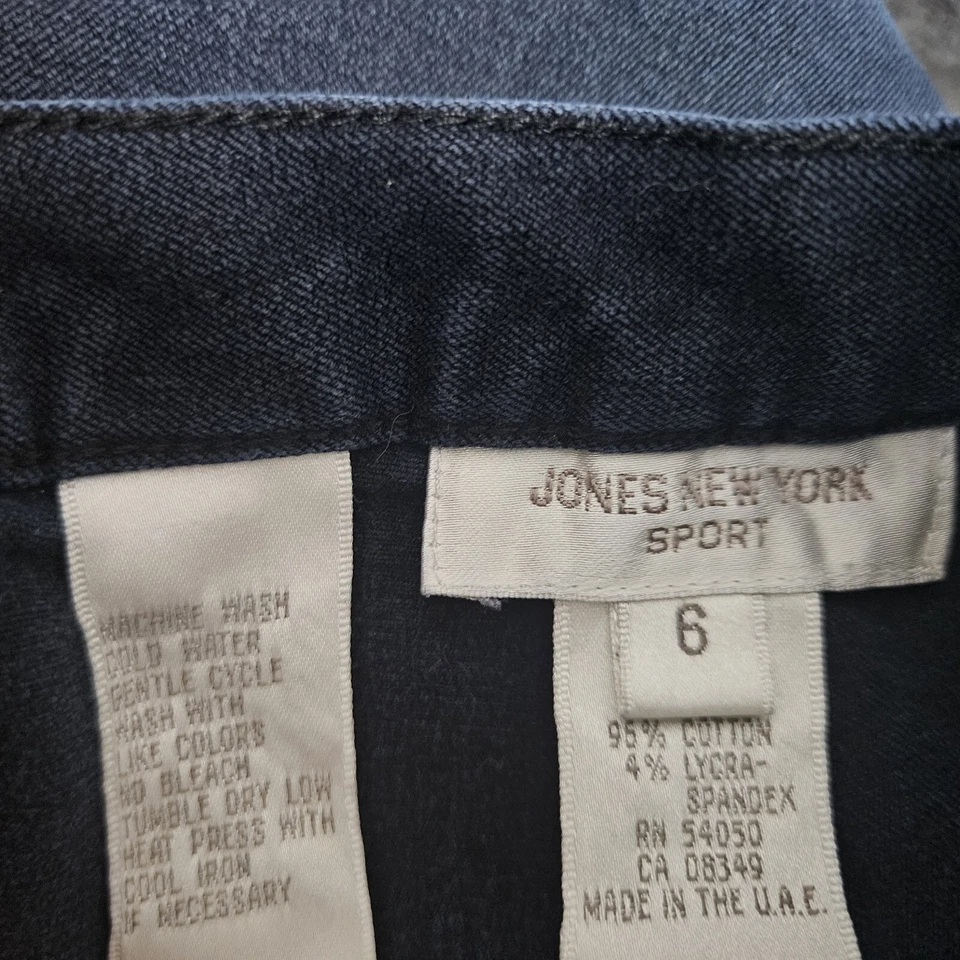 JONES NEW YORK
SPORT
6
96% COTTON
4% LYCRA-
SPANDEX
RN 54050
CA 08349
MADE IN THE U.A.E.
MACHINE WASH
COLD WATER
GENTLE CYCLE
WASH WITH
LIKE COLORS
NO BLEACH
TUMBLE DRY LOW
HEAT PRESS WITH
COOL IRON
IF NECESSARY